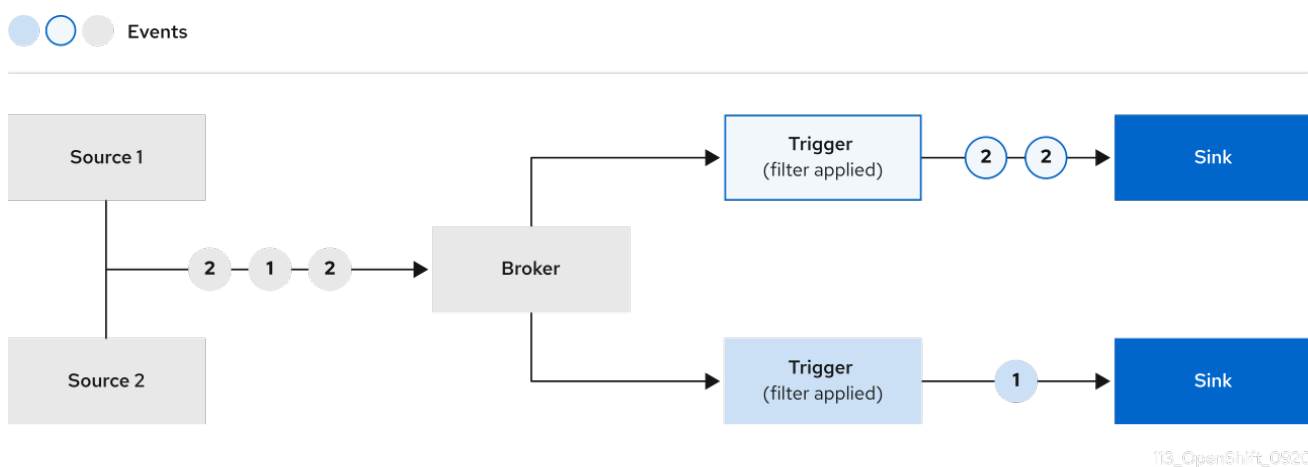 Events
Source 1
Trigger
(filter applied)
2
2
Sink
2
1
2
Broker
Source 2
Trigger
(filter applied)
1
Sink
113_OpenShift_0920